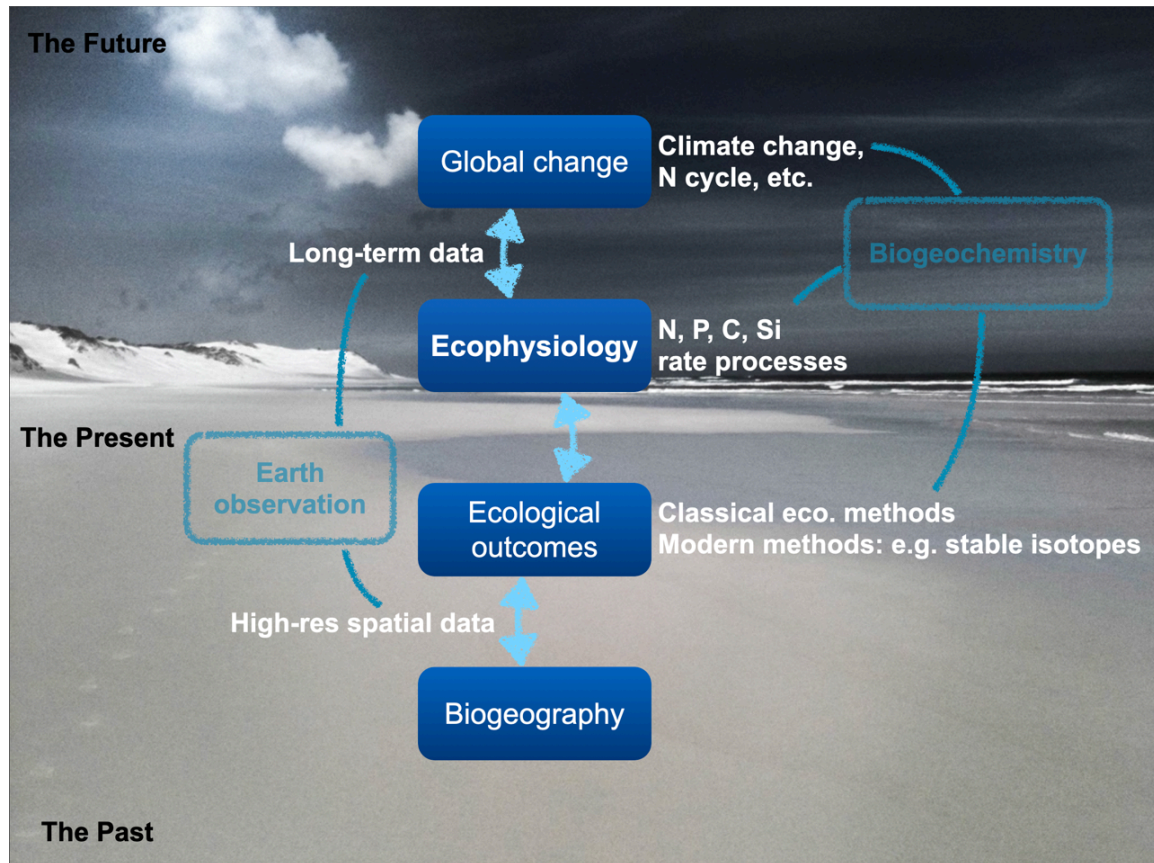 The Future
Global change
Climate change,
N cycle, etc.
Long-term data
Biogeochemistry
Ecophysiology
N, P, C, Si
rate processes
The Present
Earth
observation
Ecological
outcomes
Classical eco. methods
Modern methods: e.g. stable isotopes
High-res spatial data
Biogeography
The Past